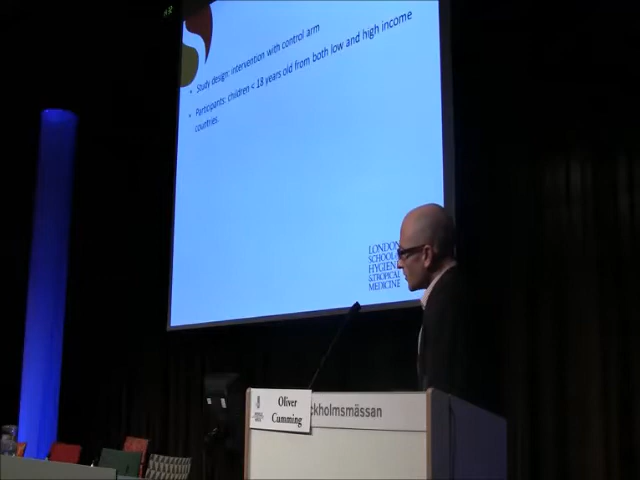 • Study design: intervention with control arm
• Participants: children < 18 years old from both low and high income
countries.
LONDON
SCHOOL of
HYGIENE
& TROPICAL
MEDICINE
Oliver
Cumming
ckholmsmässan